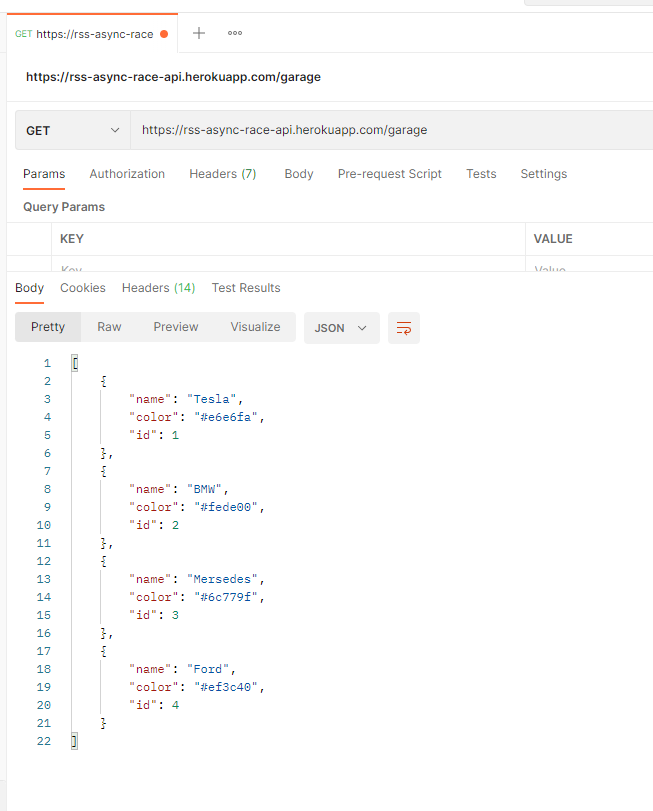 GET https://rss-async-race
https://rss-async-race-api.herokuapp.com/garage
GET https://rss-async-race-api.herokuapp.com/garage
Params Authorization Headers (7) Body Pre-request Script Tests Settings
Query Params
KEY VALUE
Key Value
Body Cookies Headers (14) Test Results
Pretty Raw Preview Visualize JSON
1 [
2 {
3 "name": "Tesla",
4 "color": "#e6e6fa",
5 "id": 1
6 },
7 {
8 "name": "BMW",
9 "color": "#fede00",
10 "id": 2
11 },
12 {
13 "name": "Mersedes",
14 "color": "#6c779f",
15 "id": 3
16 },
17 {
18 "name": "Ford",
19 "color": "#ef3c40",
20 "id": 4
21 }
22 ]